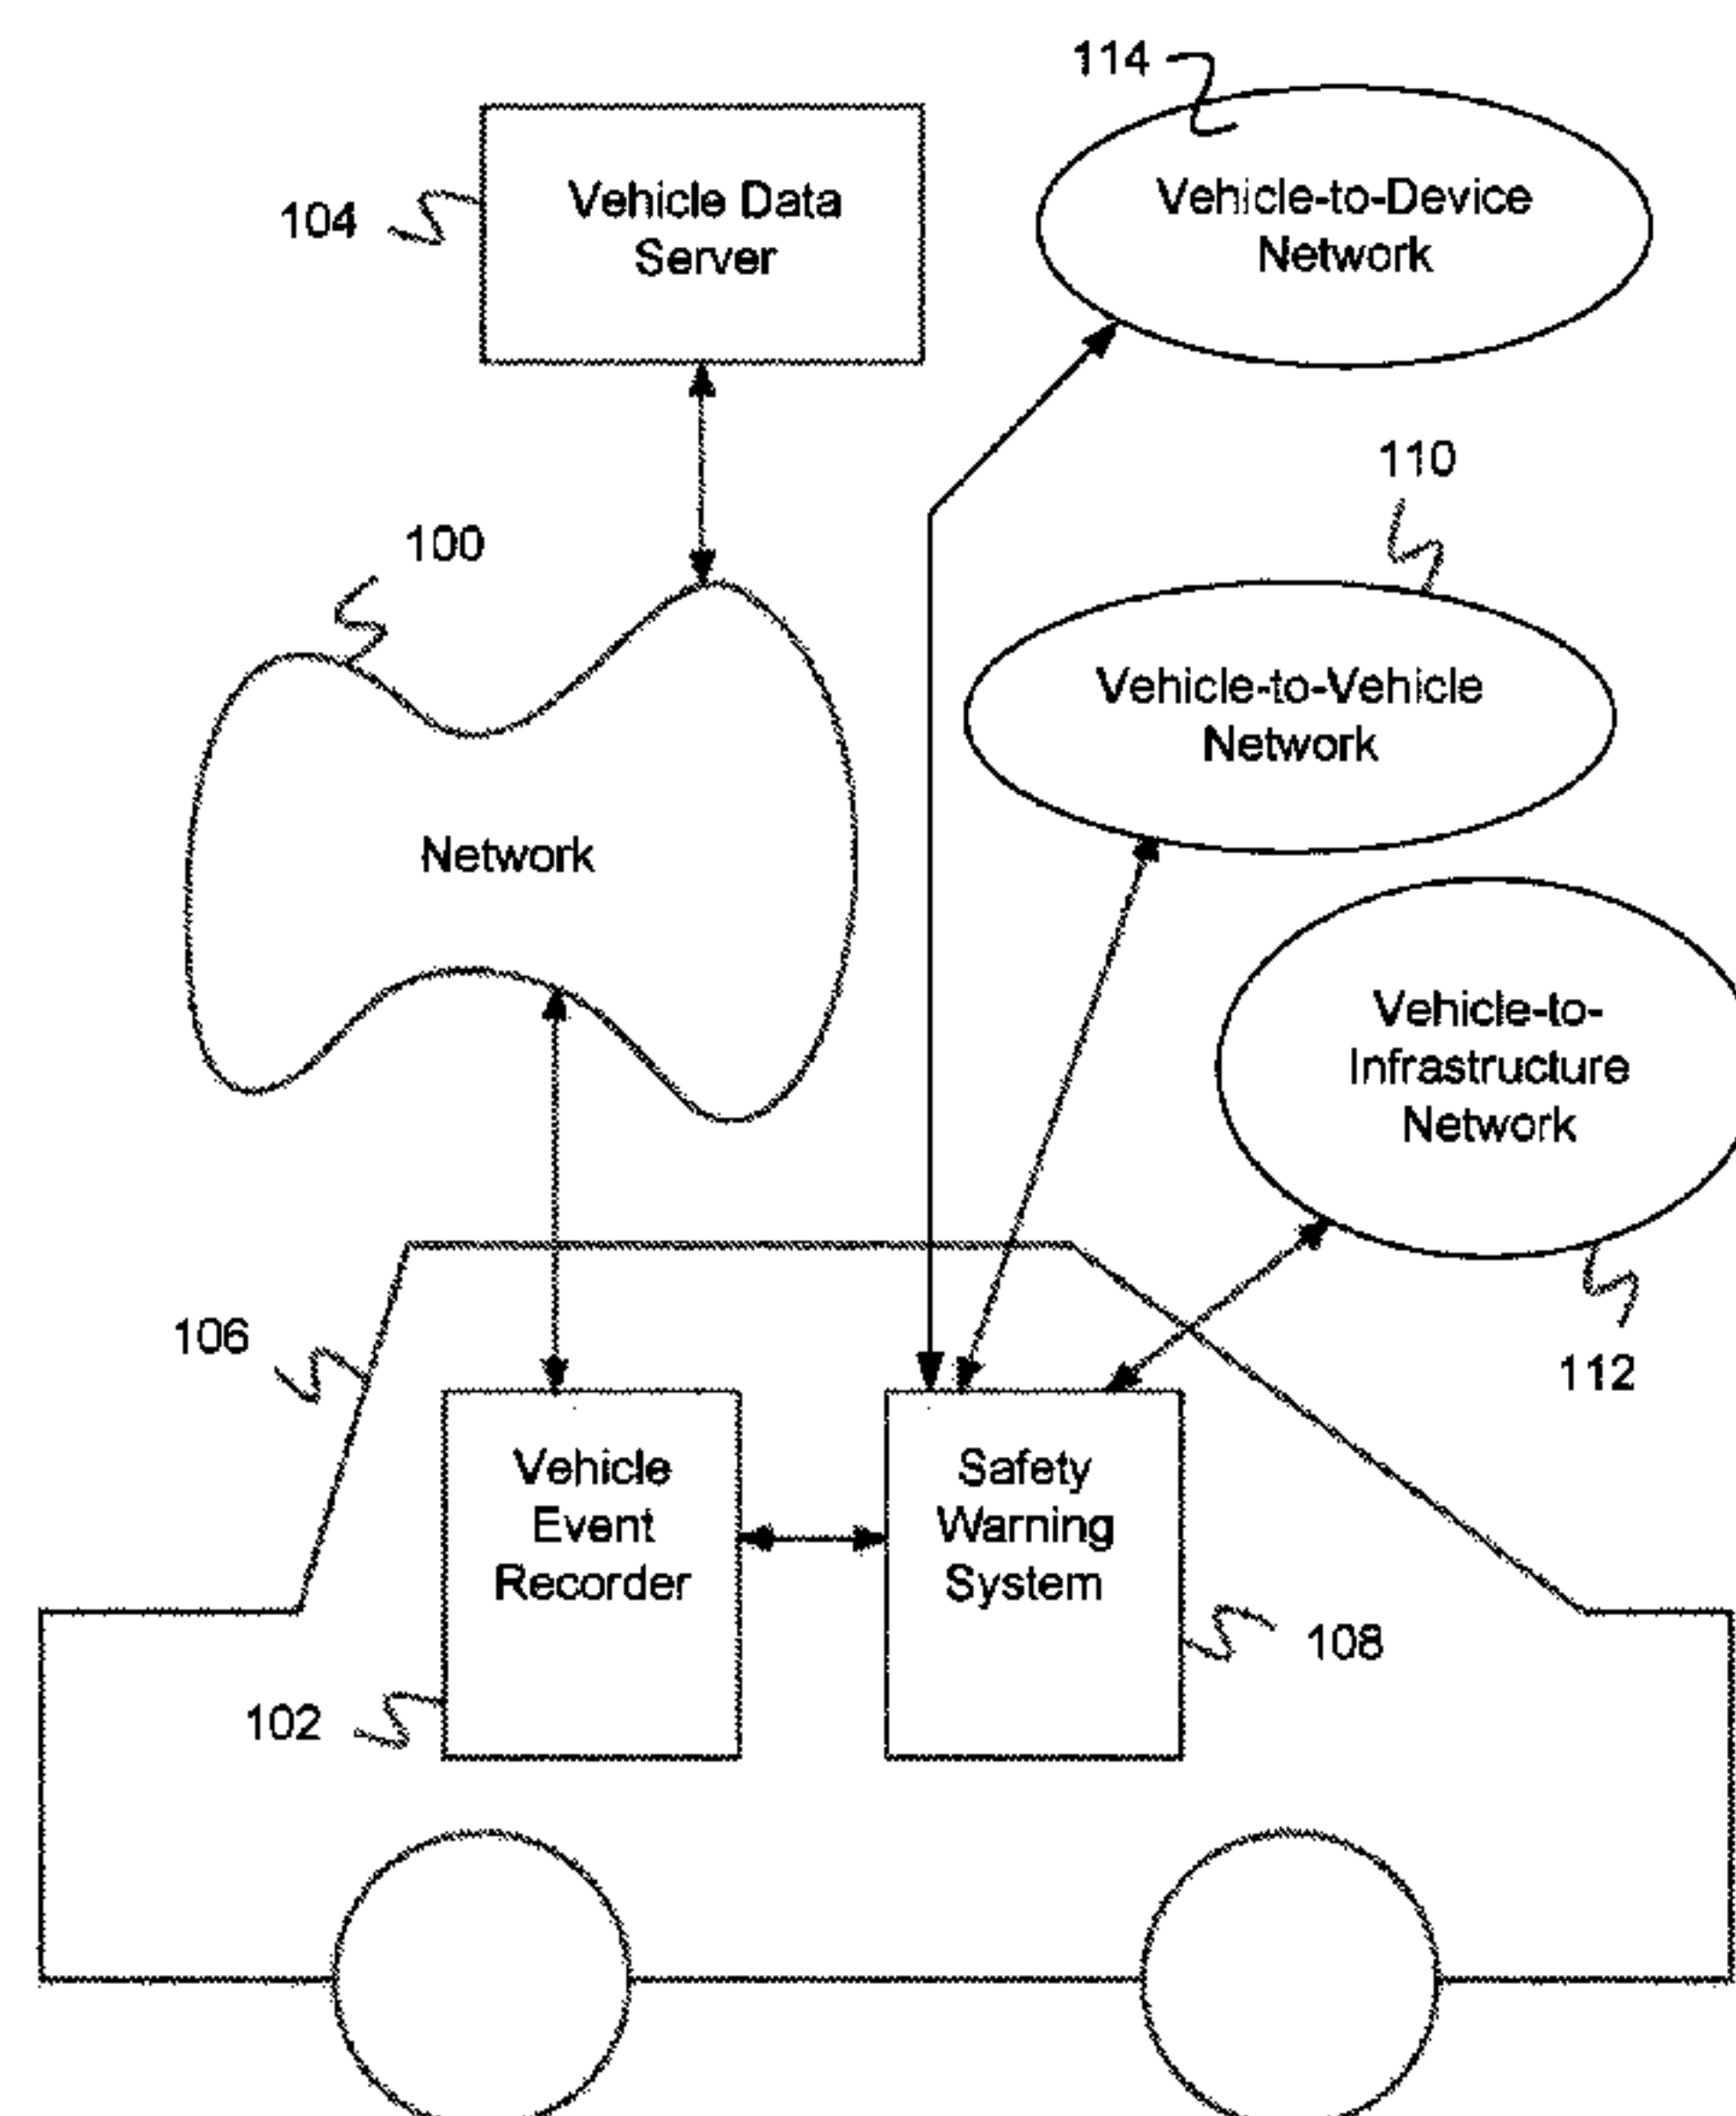 114
104
Vehicle Data
Server
Vehicle-to-Device
Network
110
100
Vehicle-to-Vehicle
Network
Network
Vehicle-to-
Infrastructure
Network
106
112
Vehicle
Event
Recorder
Safety
Warning
System
108
102